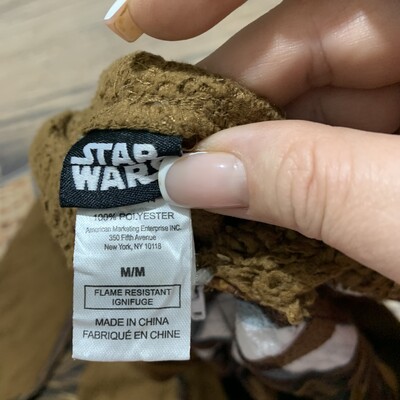 STAR
WARS
100% POLYESTER
American Marketing Enterprise INC.
350 Fifth Avenue
New York, NY 10118
M/M
FLAME RESISTANT
IGNIFUGE
MADE IN CHINA
FABRIQUÉ EN CHINE